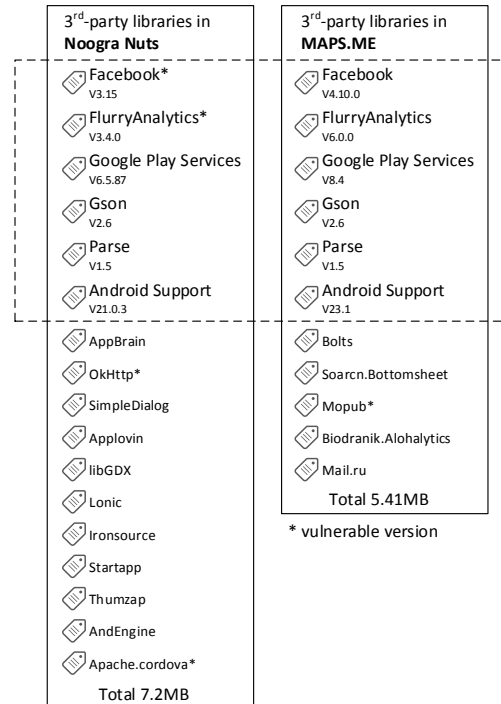 3rd-party libraries in
Noogra Nuts
Facebook*
V3.15
FlurryAnalytics*
V3.4.0
Google Play Services
V6.5.87
Gson
V2.6
Parse
V1.5
Android Support
V21.0.3
AppBrain
OkHttp*
SimpleDialog
Applovin
libGDX
Lonic
Ironsource
Startapp
Thumzap
AndEngine
Apache.cordova*
Total 7.2MB
3rd-party libraries in
MAPS.ME
Facebook
V4.10.0
FlurryAnalytics
V6.0.0
Google Play Services
V8.4
Gson
V2.6
Parse
V1.5
Android Support
V23.1
Bolts
Soarcn.Bottomsheet
Mopub*
Biodranik.Alohalytics
Mail.ru
Total 5.41MB
* vulnerable version